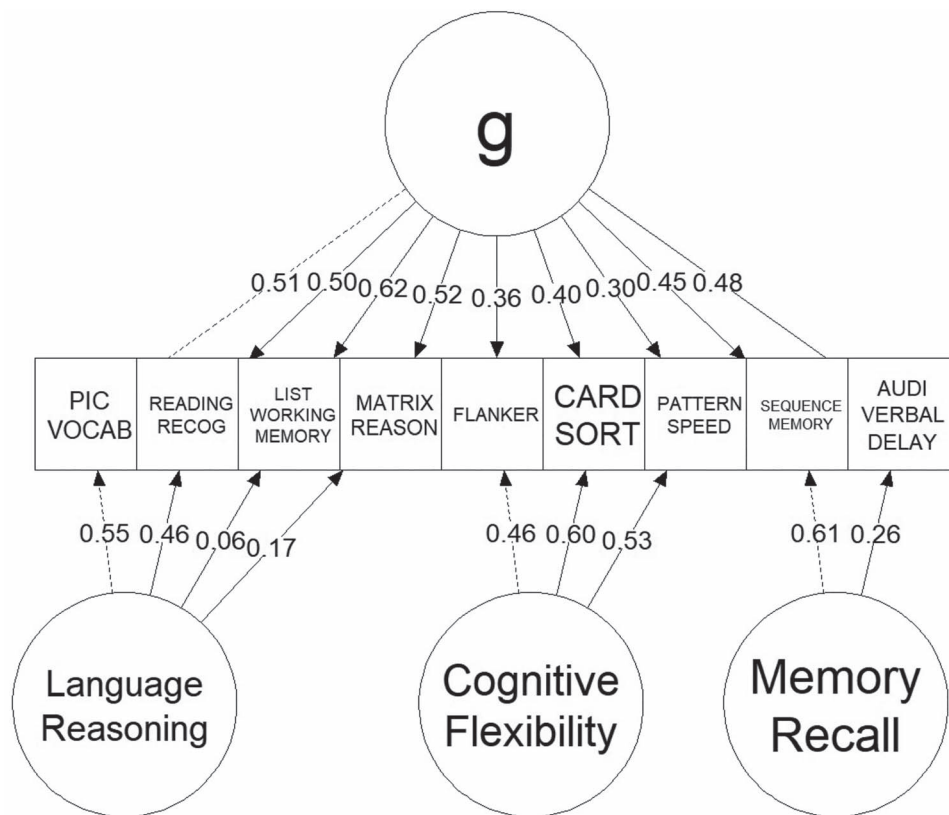 g
0.51 0.50 0.62 0.52 0.36 0.40 0.30 0.45 0.48
PIC
VOCAB
READING
RECOG
LIST
WORKING
MEMORY
MATRIX
REASON
FLANKER
CARD
SORT
PATTERN
SPEED
SEQUENCE
MEMORY
AUDI
VERBAL
DELAY
0.55 0.46 0.06 0.17 0.46 0.60 0.53 0.61 0.26
Language
Reasoning
Cognitive
Flexibility
Memory
Recall